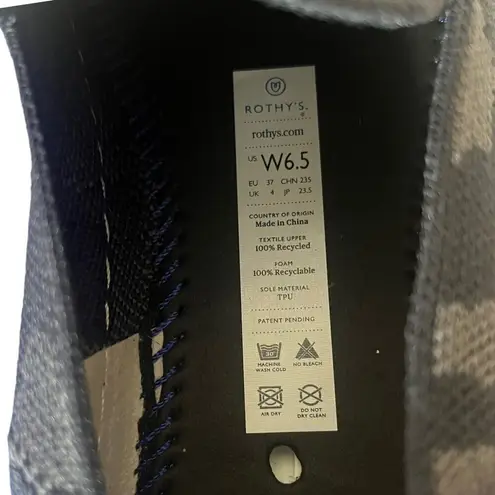 ROTHY'S®
rothys.com
US W6.5
EU 37 CHN 235
UK 4 JP 23.5
COUNTRY OF ORIGIN
Made in China
TEXTILE UPPER
100% Recycled
FOAM
100% Recyclable
SOLE MATERIAL
TPU
PATENT PENDING
30°
MACHINE WASH COLD
NO BLEACH
AIR DRY
DO NOT DRY CLEAN